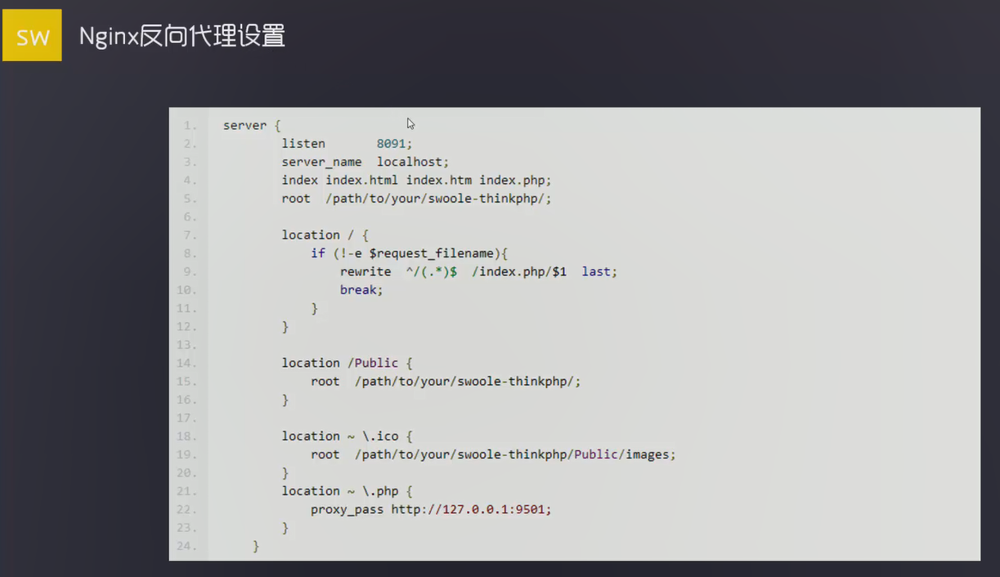 SW
Nginx反向代理设置
1. server {
2.         listen       8091;
3.         server_name  localhost;
4.         index index.html index.htm index.php;
5.         root  /path/to/your/swoole-thinkphp/;
6.
7.         location / {
8.             if (!-e $request_filename){
9.                 rewrite  ^/(.*)$  /index.php/$1  last;
10.                 break;
11.             }
12.         }
13.
14.         location /Public {
15.             root  /path/to/your/swoole-thinkphp/;
16.         }
17.
18.         location ~ \.ico {
19.             root  /path/to/your/swoole-thinkphp/Public/images;
20.         }
21.         location ~ \.php {
22.             proxy_pass http://127.0.0.1:9501;
23.         }
24.     }